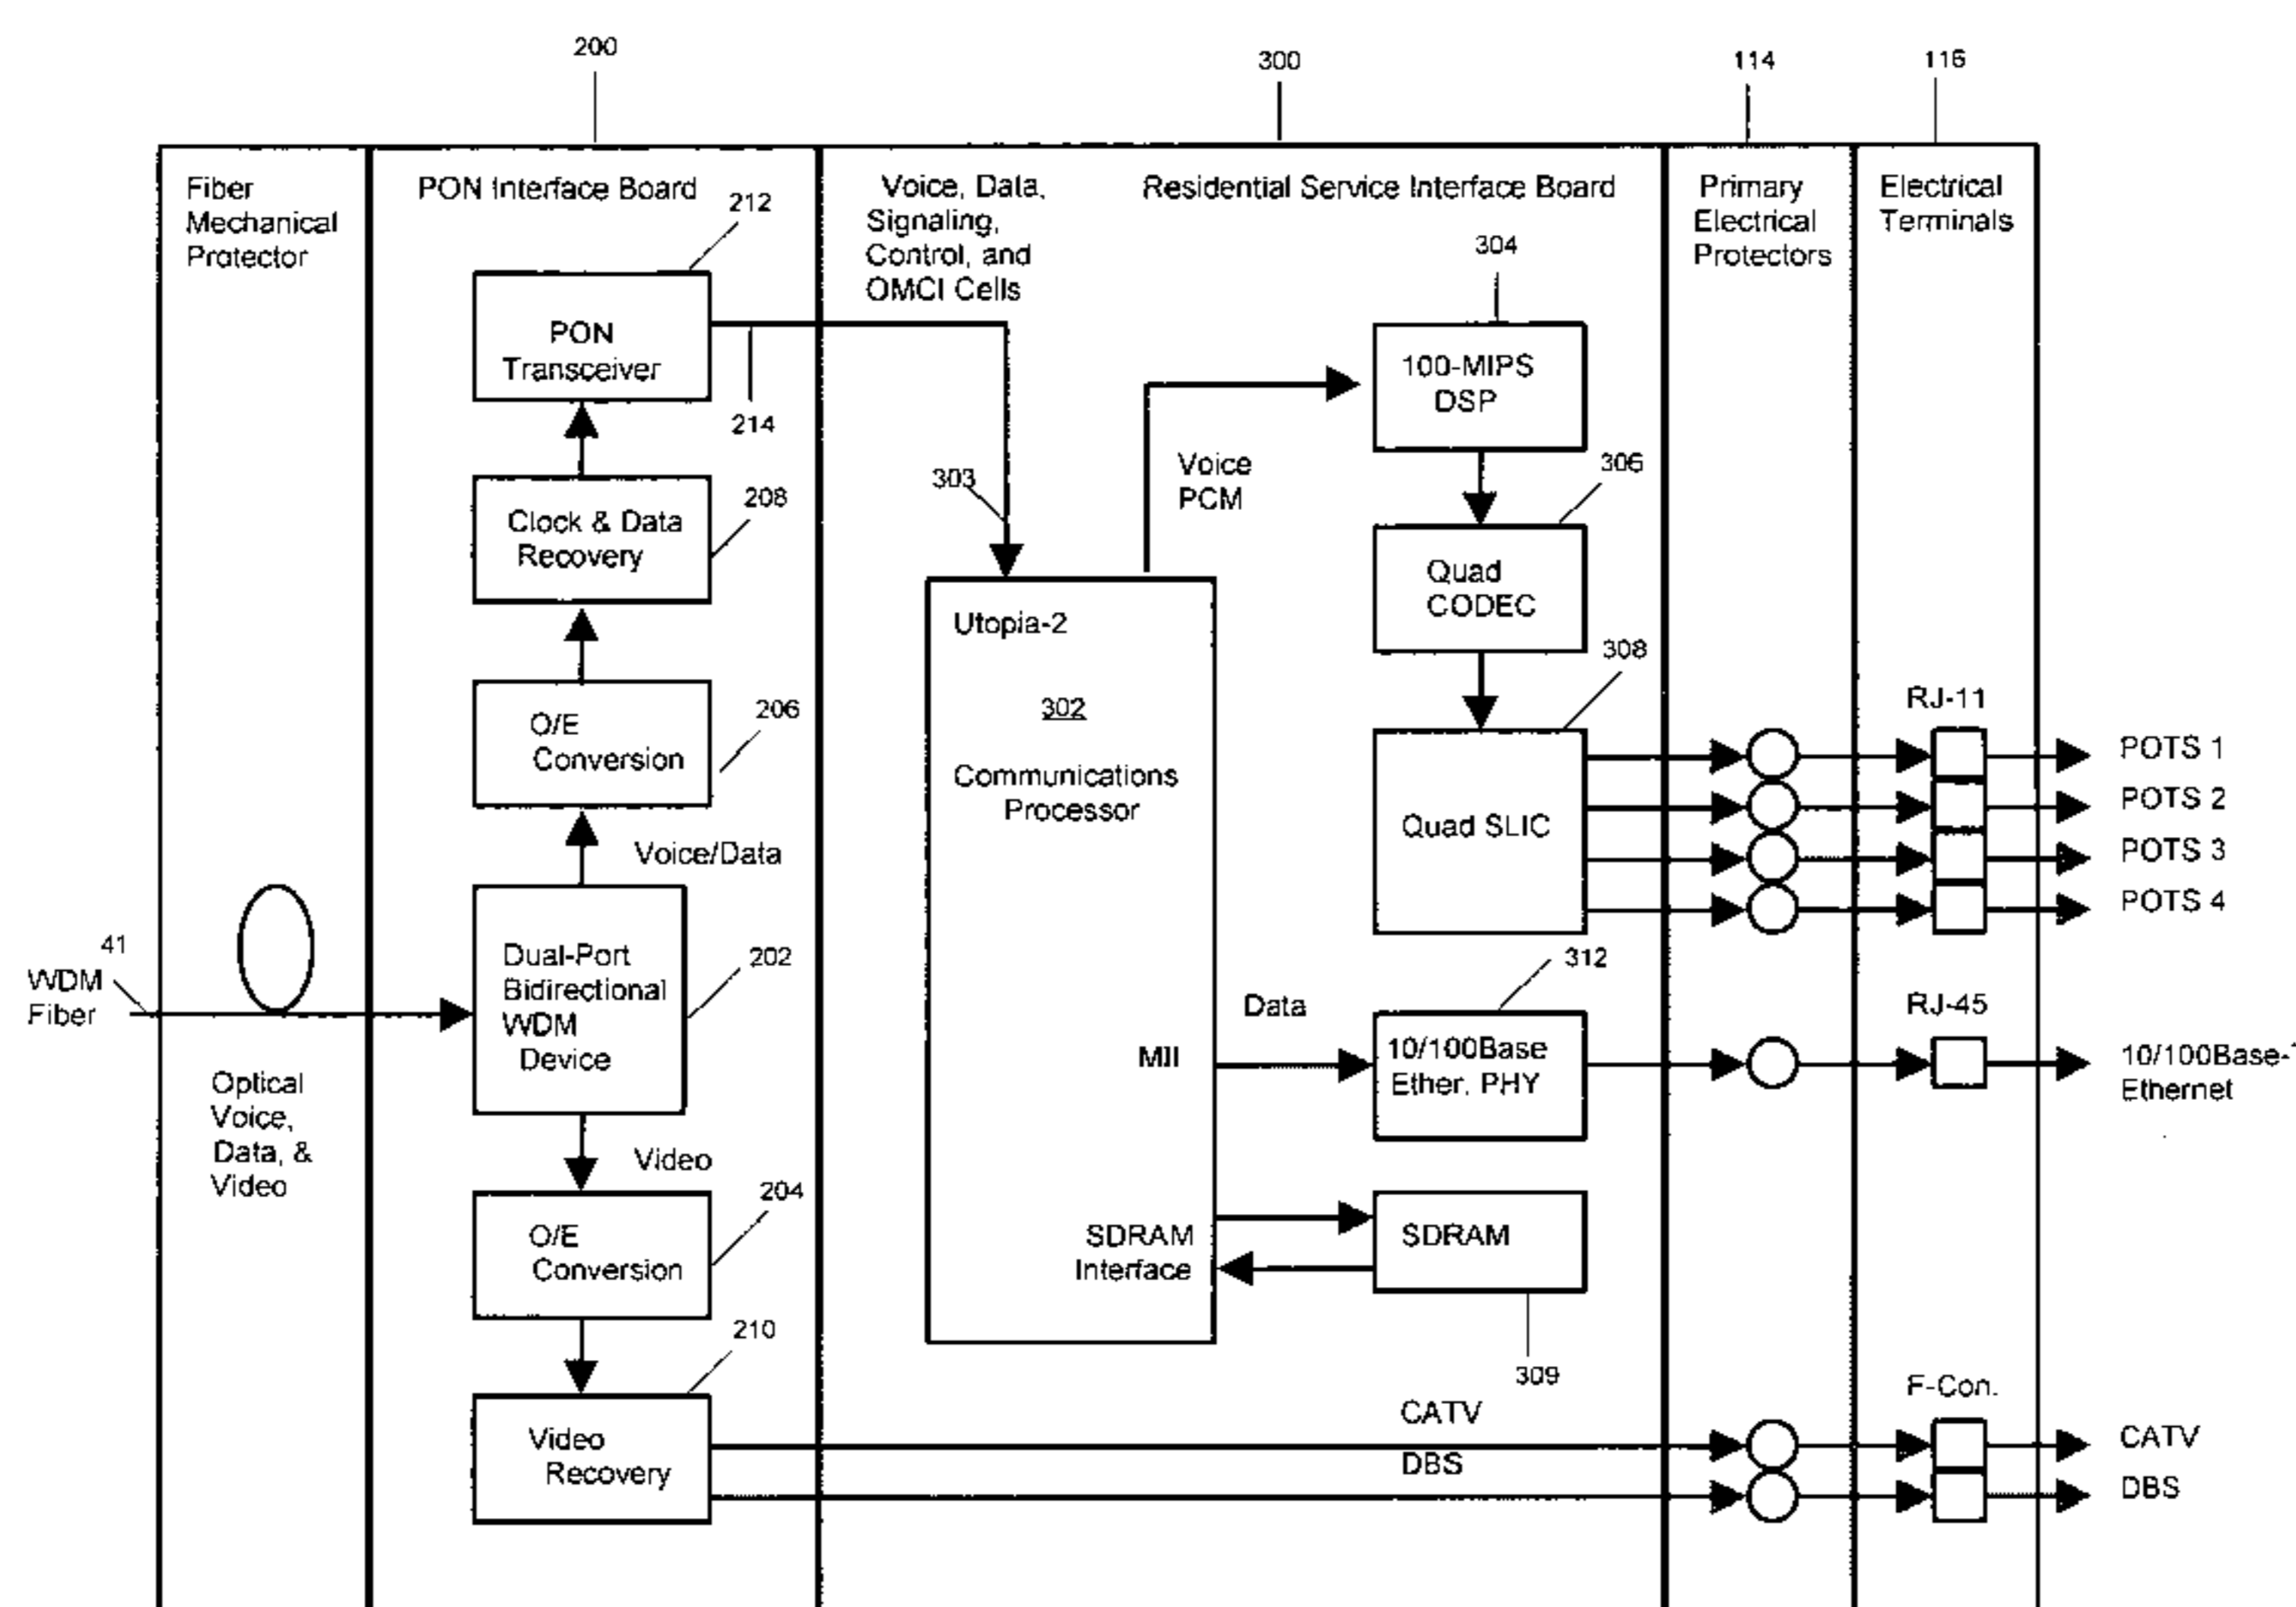 200
300
114
116
Fiber
Mechanical
Protector
PON Interface Board
212
PON
Transceiver
214
Clock & Data
Recovery
208
O/E
Conversion
206
Voice/Data
41
WDM
Fiber
Optical
Voice,
Data, &
Video
Dual-Port
Bidirectional
WDM
Device
202
Video
O/E
Conversion
204
210
Video
Recovery
Voice, Data,
Signaling,
Control, and
OMCI Cells
Residential Service Interface Board
304
100-MIPS
DSP
Voice
PCM
303
306
Quad
CODEC
Utopia-2
302
Communications
Processor
308
Quad SLIC
Data
312
MII
10/100Base
Ether. PHY
SDRAM
Interface
SDRAM
309
CATV
DBS
Primary
Electrical
Protectors
Electrical
Terminals
RJ-11
POTS 1
POTS 2
POTS 3
POTS 4
RJ-45
10/100Base-
Ethernet
F-Con.
CATV
DBS